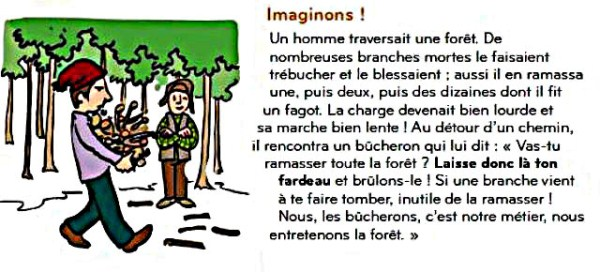 Imaginons !
Un homme traversait une forêt. De
nombreuses branches mortes le faisaient
trébucher et le blessaient ; aussi il en ramassa
une, puis deux, puis des dizaines dont il fit
un fagot. La charge devenait bien lourde et
sa marche bien lente ! Au détour d'un chemin,
il rencontra un bûcheron qui lui dit : « Vas-tu
ramasser toute la forêt ? Laisse donc là ton
fardeau et brûlons-le ! Si une branche vient
à te faire tomber, inutile de la ramasser !
Nous, les bûcherons, c'est notre métier, nous
entretenons la forêt. »